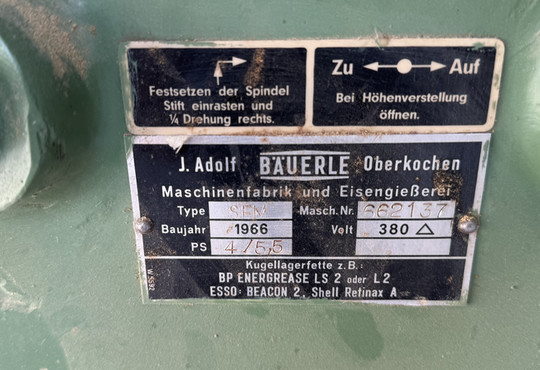 Festsetzen der Spindel
Stift einrasten und
¼ Drehung rechts.
Zu Auf
Bei Höhenverstellung
öffnen.
J. Adolf BÄUERLE Oberkochen
Maschinenfabrik und Eisengießerei
Type SFM Masch. Nr. 662137
Baujahr 1966 Volt 380 △
PS 4/5,5
Kugellagerfette z.B.:
BP ENERGREASE LS 2 oder L2
ESSO: BEACON 2, Shell Retinax A